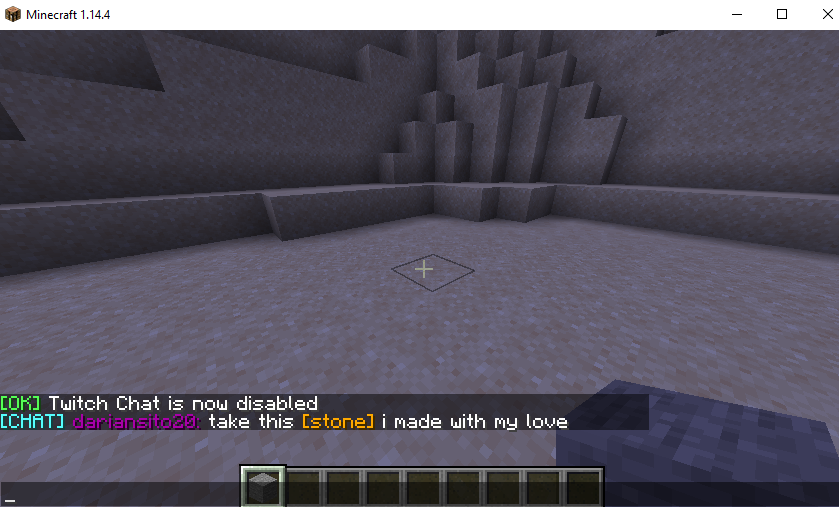 Minecraft 1.14.4
[OK] Twitch Chat is now disabled
[CHAT] dariansito20: take this [stone] i made with my love
_